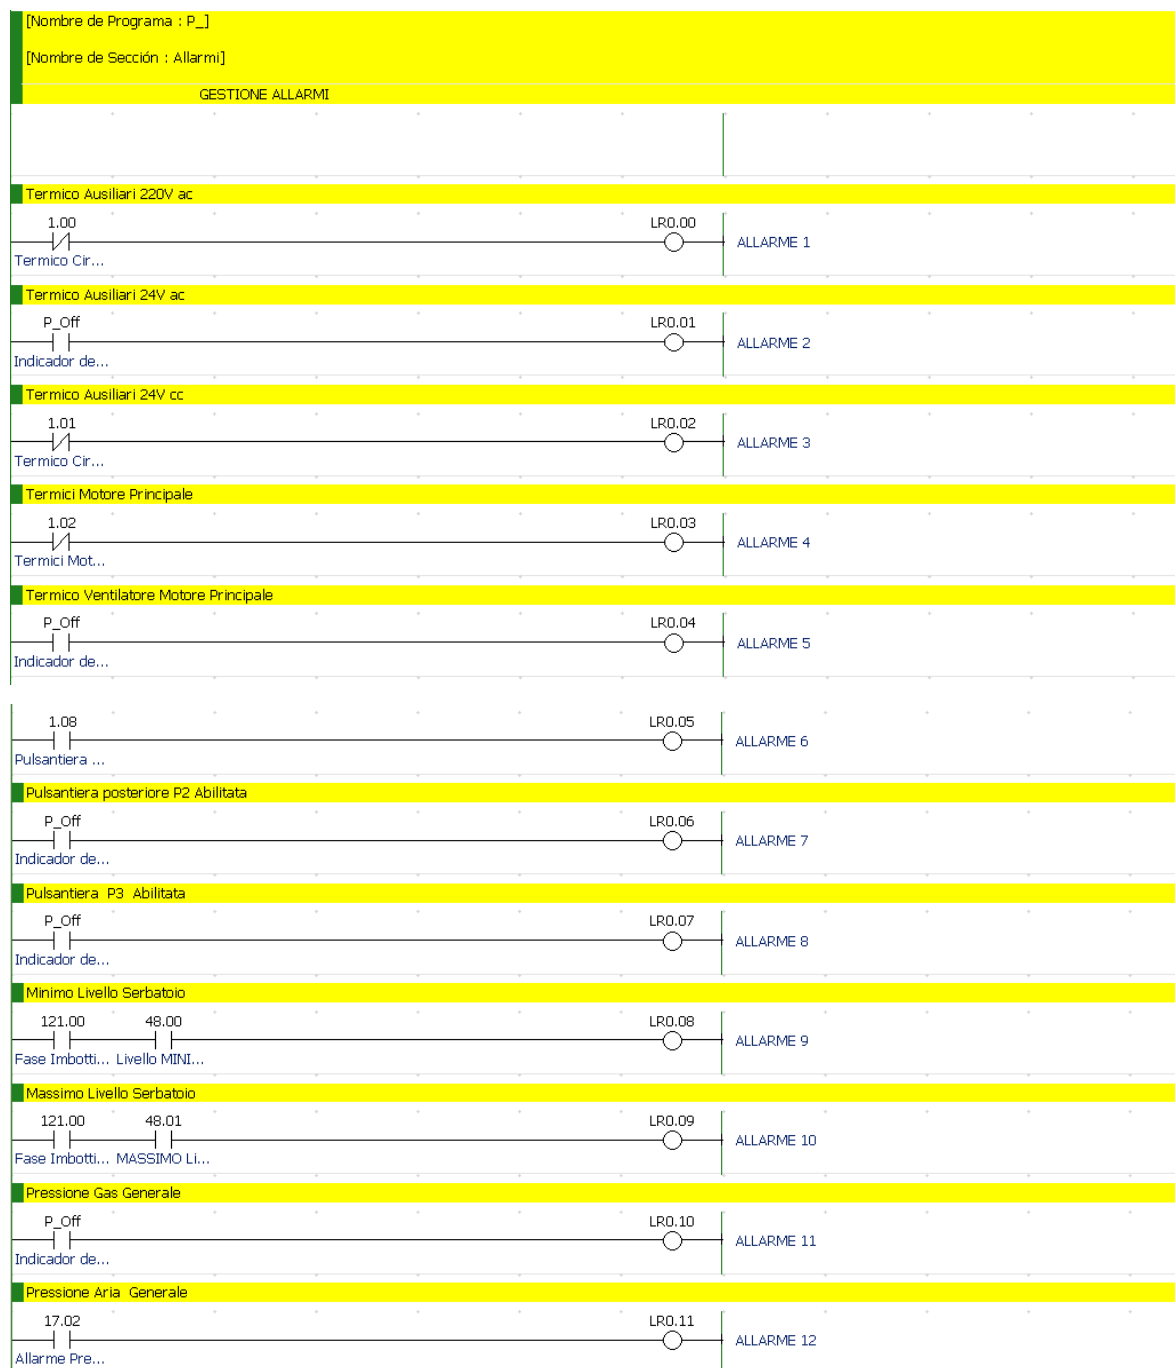 [Nombre de Programa : P_]
[Nombre de Sección : Allarmi]
GESTIONE ALLARMI
Termico Ausiliari 220V ac
1.00 LR0.00
ALLARME 1
Termico Cir...
Termico Ausiliari 24V ac
P_Off LR0.01
ALLARME 2
Indicador de...
Termico Ausiliari 24V cc
1.01 LR0.02
ALLARME 3
Termico Cir...
Termici Motore Principale
1.02 LR0.03
ALLARME 4
Termici Mot...
Termico Ventilatore Motore Principale
P_Off LR0.04
ALLARME 5
Indicador de...
1.08 LR0.05
ALLARME 6
Pulsantiera ...
Pulsantiera posteriore P2 Abilitata
P_Off LR0.06
ALLARME 7
Indicador de...
Pulsantiera P3 Abilitata
P_Off LR0.07
ALLARME 8
Indicador de...
Minimo Livello Serbatoio
121.00 48.00 LR0.08
ALLARME 9
Fase Imbotti... Livello MINI...
Massimo Livello Serbatoio
121.00 48.01 LR0.09
ALLARME 10
Fase Imbotti... MASSIMO Li...
Pressione Gas Generale
P_Off LR0.10
ALLARME 11
Indicador de...
Pressione Aria Generale
17.02 LR0.11
ALLARME 12
Allarme Pre...